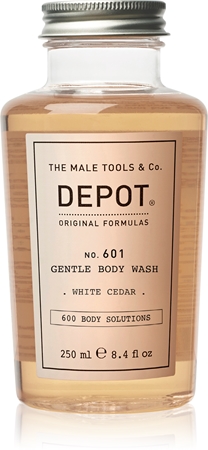 THE MALE TOOLS & Co.
DEPOT®
ORIGINAL FORMULAS
NO. 601
GENTLE BODY WASH
. WHITE CEDAR .
600 BODY SOLUTIONS
250 ml ℮ 8.4 fl oz